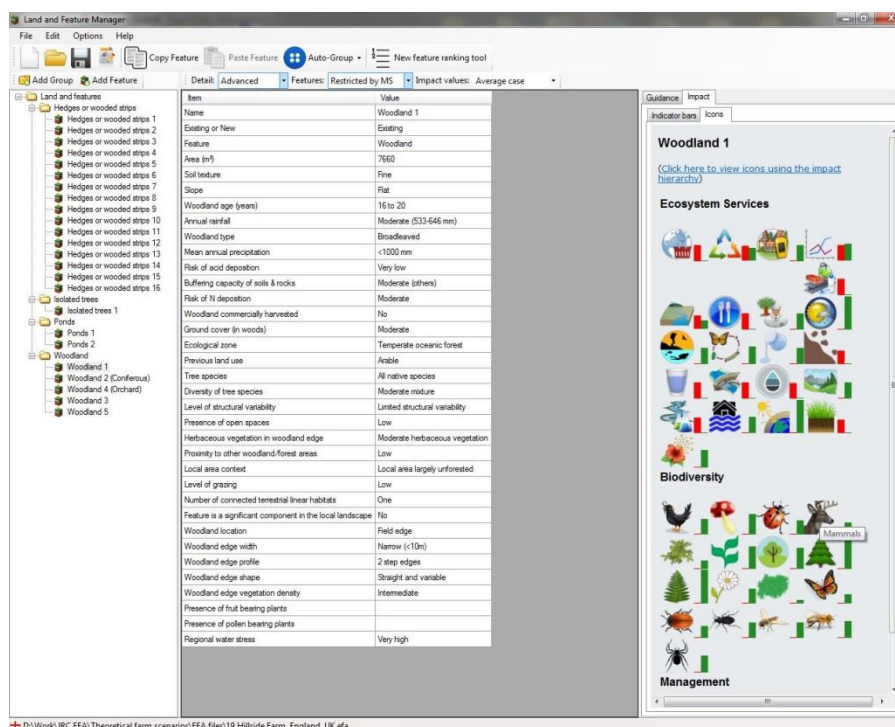 Land and Feature Manager
File Edit Options Help
Copy Feature Paste Feature Auto-Group New feature ranking tool
Add Group Add Feature Detail: Advanced Features: Restricted by MS Impact values: Average case
Land and features
Hedges or wooded strips
Hedges or wooded strips 1
Hedges or wooded strips 2
Hedges or wooded strips 3
Hedges or wooded strips 4
Hedges or wooded strips 5
Hedges or wooded strips 6
Hedges or wooded strips 7
Hedges or wooded strips 8
Hedges or wooded strips 9
Hedges or wooded strips 10
Hedges or wooded strips 11
Hedges or wooded strips 12
Hedges or wooded strips 13
Hedges or wooded strips 14
Hedges or wooded strips 15
Hedges or wooded strips 16
Isolated trees
Isolated trees 1
Ponds
Ponds 1
Ponds 2
Woodland
Woodland 1
Woodland 2 (Coniferous)
Woodland 4 (Orchard)
Woodland 3
Woodland 5
Item Value
Name Woodland 1
Existing or New Existing
Feature Woodland
Area (m²) 7660
Soil texture Fine
Slope Flat
Woodland age (years) 16 to 20
Annual rainfall Moderate (533-646 mm)
Woodland type Broadleaved
Mean annual precipitation <1000 mm
Risk of acid deposition Very low
Buffering capacity of soils & rocks Moderate (others)
Risk of N deposition Moderate
Woodland commercially harvested No
Ground cover (in woods) Moderate
Ecological zone Temperate oceanic forest
Previous land use Arable
Tree species All native species
Diversity of tree species Moderate mixture
Level of structural variability Limited structural variability
Presence of open spaces Low
Herbaceous vegetation in woodland edge Moderate herbaceous vegetation
Proximity to other woodland/forest areas Low
Local area context Local area largely unforested
Level of grazing Low
Number of connected terrestrial linear habitats One
Feature is a significant component in the local landscape No
Woodland location Field edge
Woodland edge width Narrow (<10m)
Woodland edge profile 2 step edges
Woodland edge shape Straight and variable
Woodland edge vegetation density Intermediate
Presence of fruit bearing plants
Presence of pollen bearing plants
Regional water stress Very high
Guidance Impact
Indicator bars Icons
Woodland 1
(Click here to view icons using the impact
hierarchy)
Ecosystem Services
Biodiversity
Mammals
Management
D:\Work\JRC EFA\Theoretical farm scenarios\EFA files\19 Hillside Farm, England, UK.efa